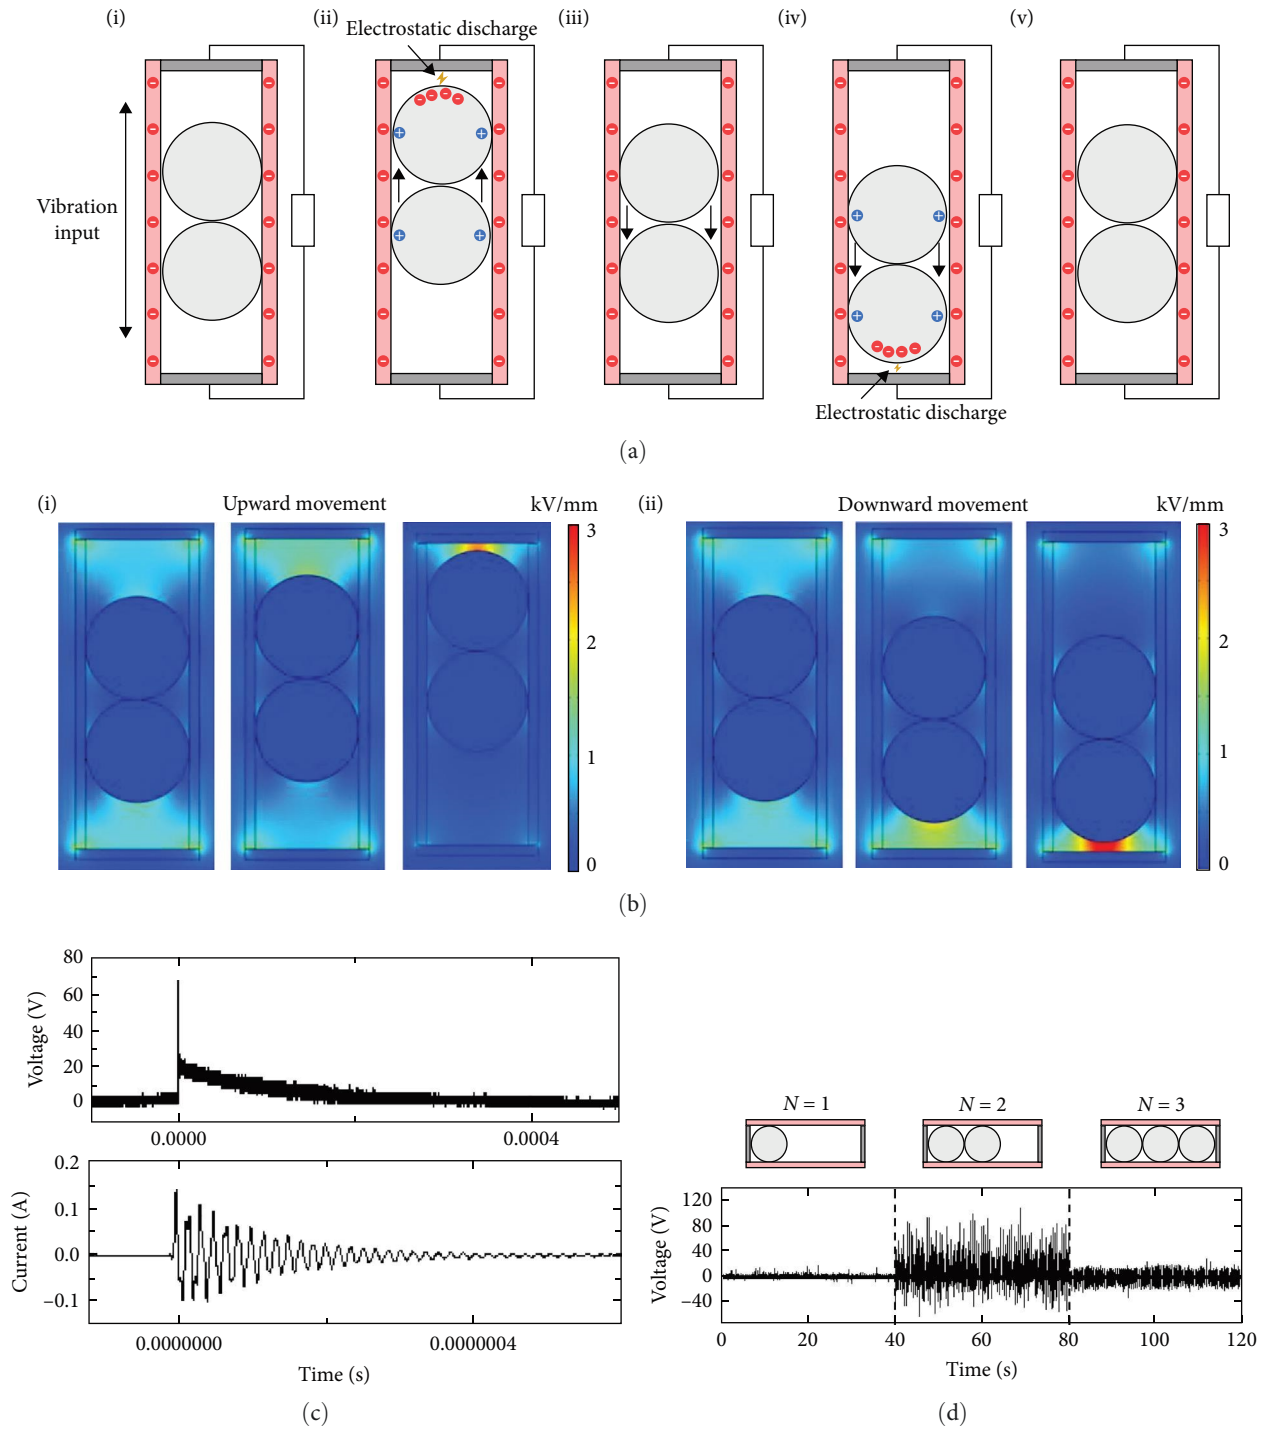 (i)
(ii)
(iii)
(iv)
(v)
Electrostatic discharge
Vibration
input
Electrostatic discharge
(a)
(i)
Upward movement
kV/mm
3
2
1
0
(ii)
Downward movement
kV/mm
3
2
1
0
(b)
Voltage (V)
80
60
40
20
0
0.0000
0.0004
Current (A)
0.2
0.1
0.0
−0.1
0.0000000
0.0000004
Time (s)
(c)
N = 1
N = 2
N = 3
Voltage (V)
120
80
40
0
−40
0
20
40
60
80
100
120
Time (s)
(d)